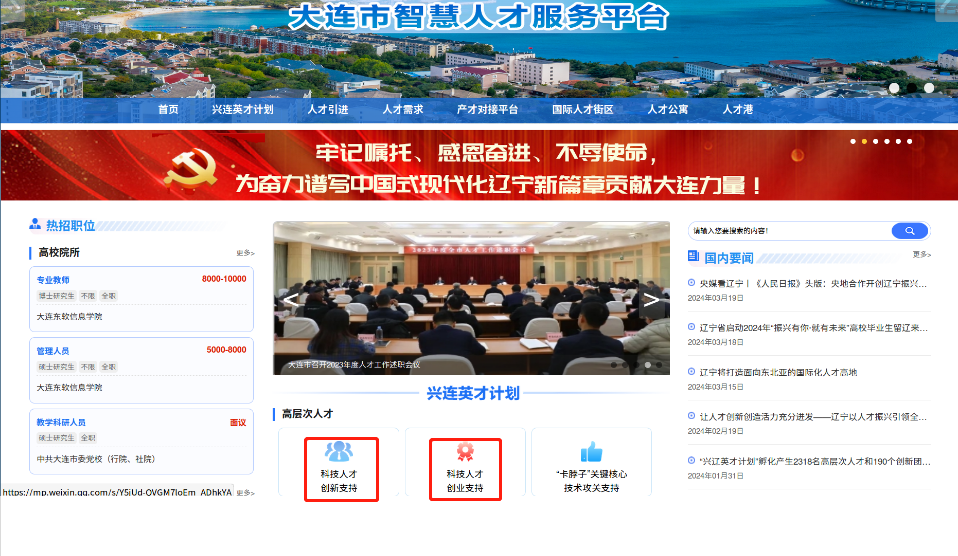 大连市智慧人才服务平台
首页 兴连英才计划 人才引进 人才需求 产才对接平台 国际人才街区 人才公寓 人才港
牢记嘱托、感恩奋进、不辱使命，
为奋力谱写中国式现代化辽宁新篇章贡献大连力量！
热招职位
高校院所 更多>
专业教师 8000-10000
博士研究生 不限 全职
大连东软信息学院
管理人员 5000-8000
硕士研究生 不限 全职
大连东软信息学院
教学科研人员 面议
硕士研究生 全职
中共大连市委党校（行院、社院）
https://mp.weixin.qq.com/s/Y5iUd-QVGM7IoEm_ADhkYA 更多>
2023年度全市人才工作述职会议
大连市召开2023年度人才工作述职会议
兴连英才计划
高层次人才
科技人才
创新支持
科技人才
创业支持
“卡脖子”关键核心
技术攻关支持
请输入您要搜索的内容!
国内要闻 更多>
央媒看辽宁丨《人民日报》头版：央地合作开创辽宁振兴...
2024年03月19日
辽宁省启动2024年“振兴有你·就有未来”高校毕业生留辽来...
2024年03月18日
辽宁将打造面向东北亚的国际化人才高地
2024年03月15日
让人才创新创造活力充分迸发——辽宁以人才振兴引领全...
2024年02月19日
“兴辽英才计划”孵化产生2318名高层次人才和190个创新团...
2024年01月31日